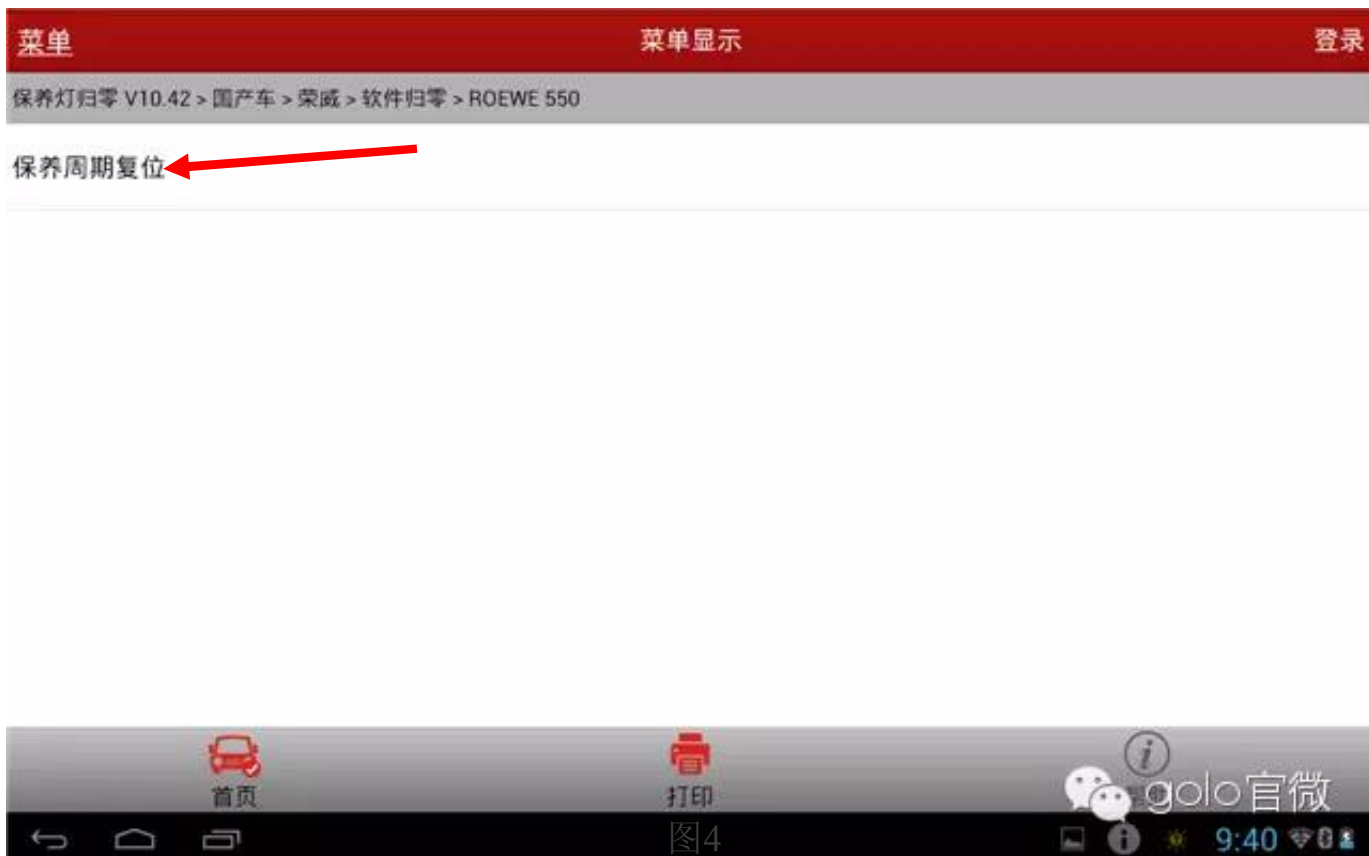 菜单 菜单显示 登录
保养灯归零 V10.42 > 国产车 > 荣威 > 软件归零 > ROEWE 550
保养周期复位
首页 打印
golo官微
图4
9:40